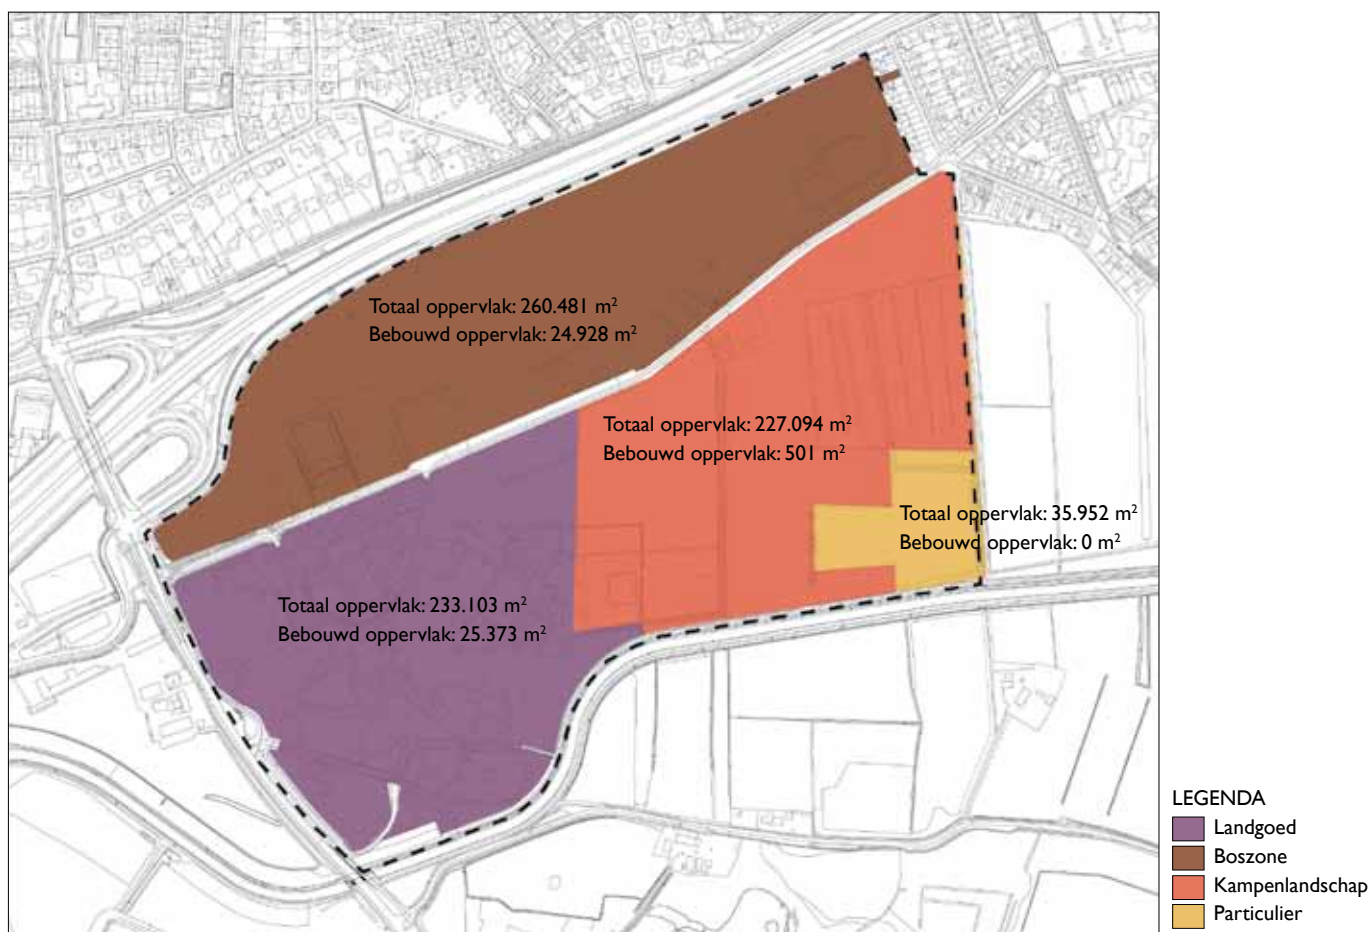 Totaal oppervlak: 260.481 m²
Bebouwd oppervlak: 24.928 m²
Totaal oppervlak: 227.094 m²
Bebouwd oppervlak: 501 m²
Totaal oppervlak: 35.952 m²
Bebouwd oppervlak: 0 m²
Totaal oppervlak: 233.103 m²
Bebouwd oppervlak: 25.373 m²
LEGENDA
Landgoed
Boszone
Kampenlandschap
Particulier